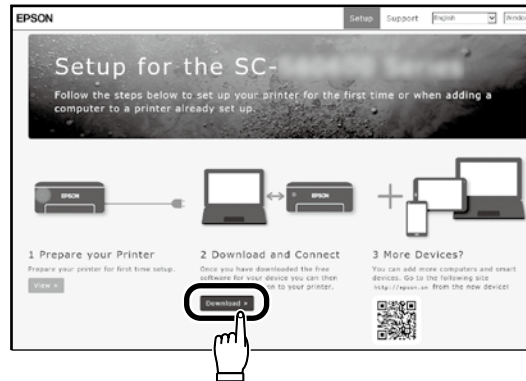 EPSON
Setup Support English Window
Setup for the SC-
Follow the steps below to set up your printer for the first time or when adding a
computer to a printer already set up.
EPSON
EPSON
1 Prepare your Printer
Prepare your printer for first time setup.
View »
2 Download and Connect
Once you have downloaded the free
software for your device you can then
on to your printer.
Download »
3 More Devices?
You can add more computers and smart
devices. Go to the following site
http://epson.sn from the new device!